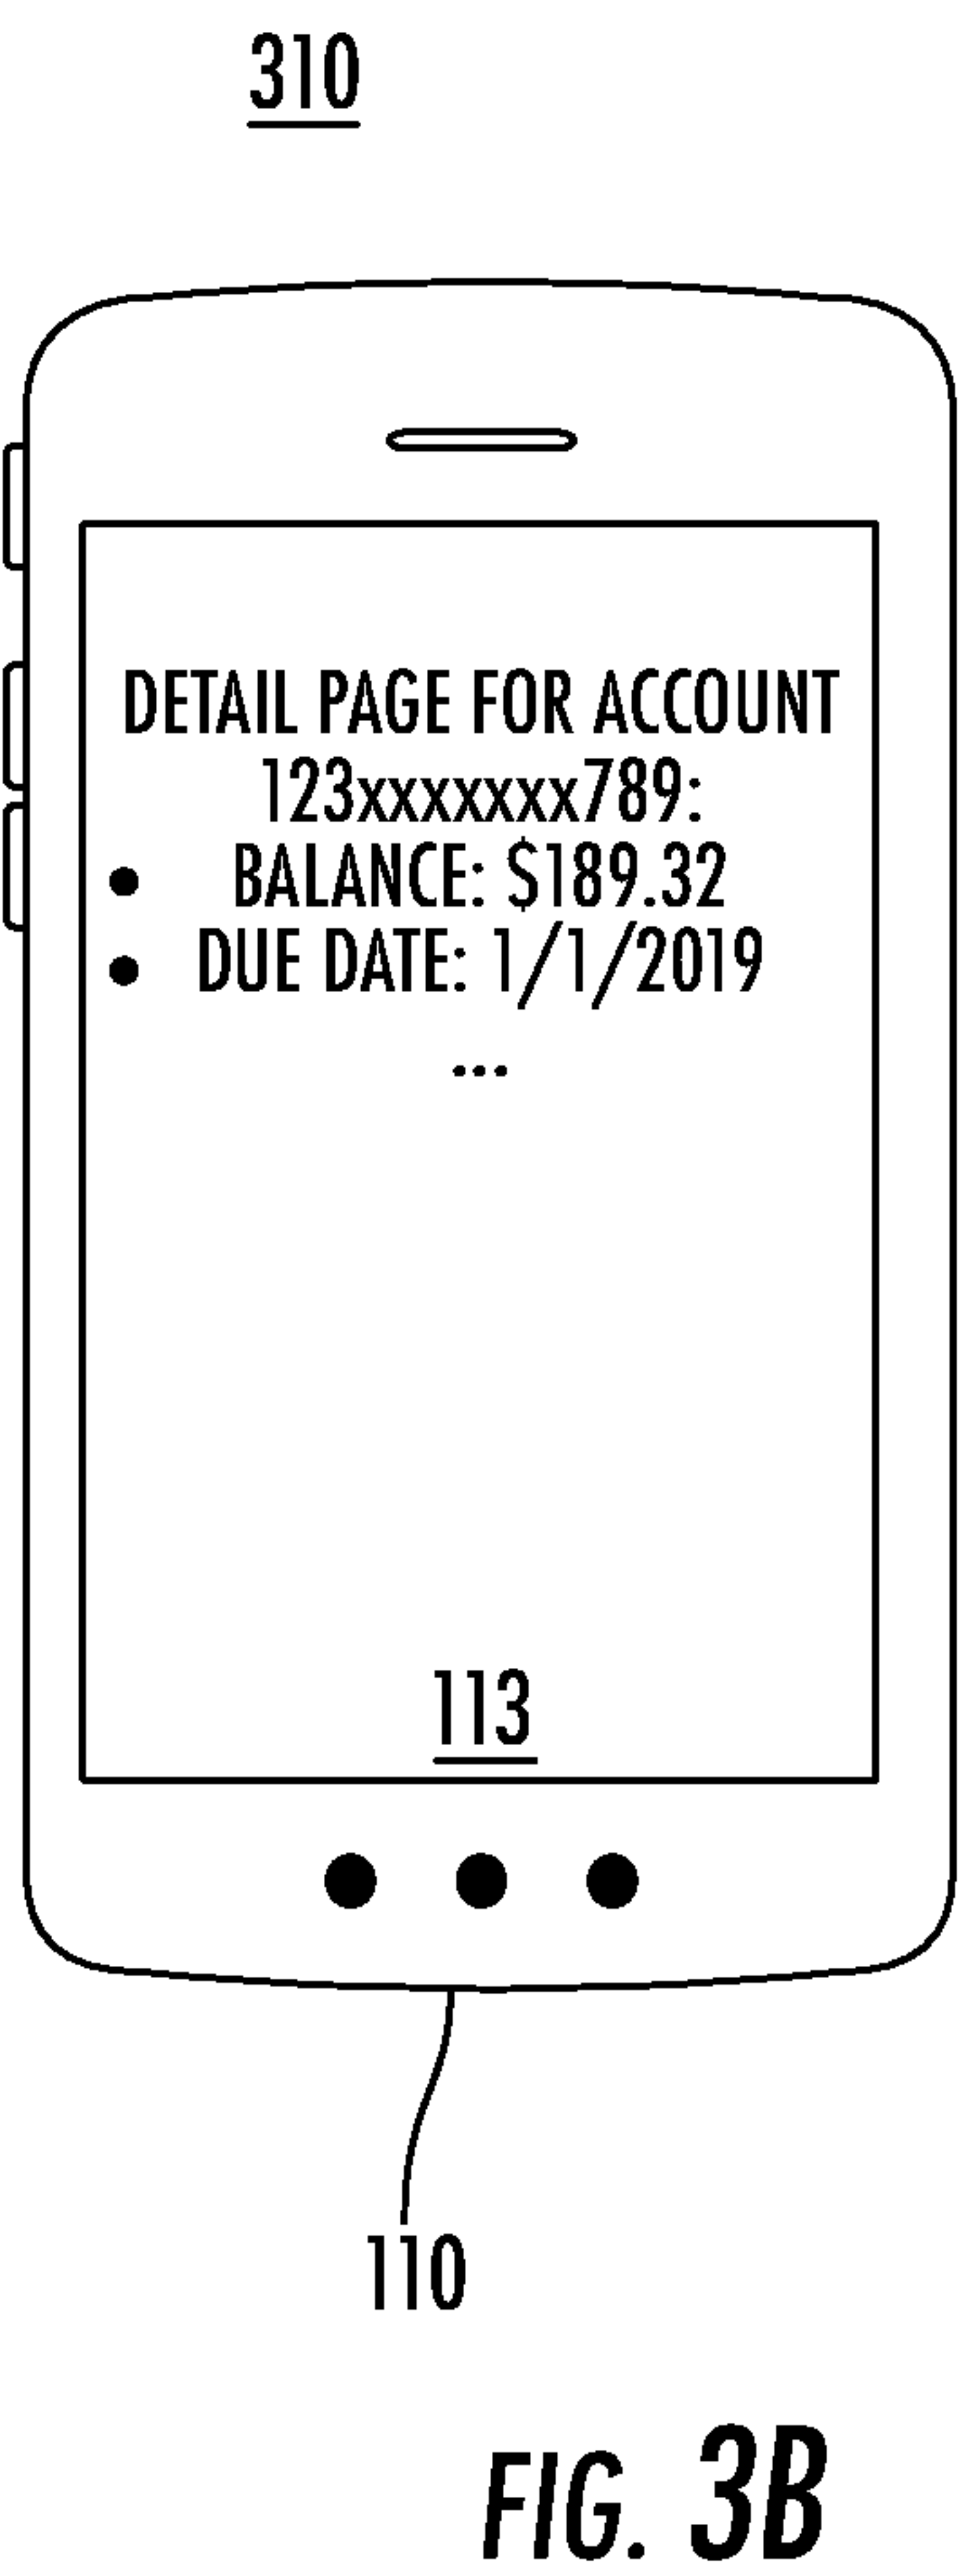 310
DETAIL PAGE FOR ACCOUNT
123xxxxxxx789:
• BALANCE: $189.32
• DUE DATE: 1/1/2019
...
113
110
FIG. 3B